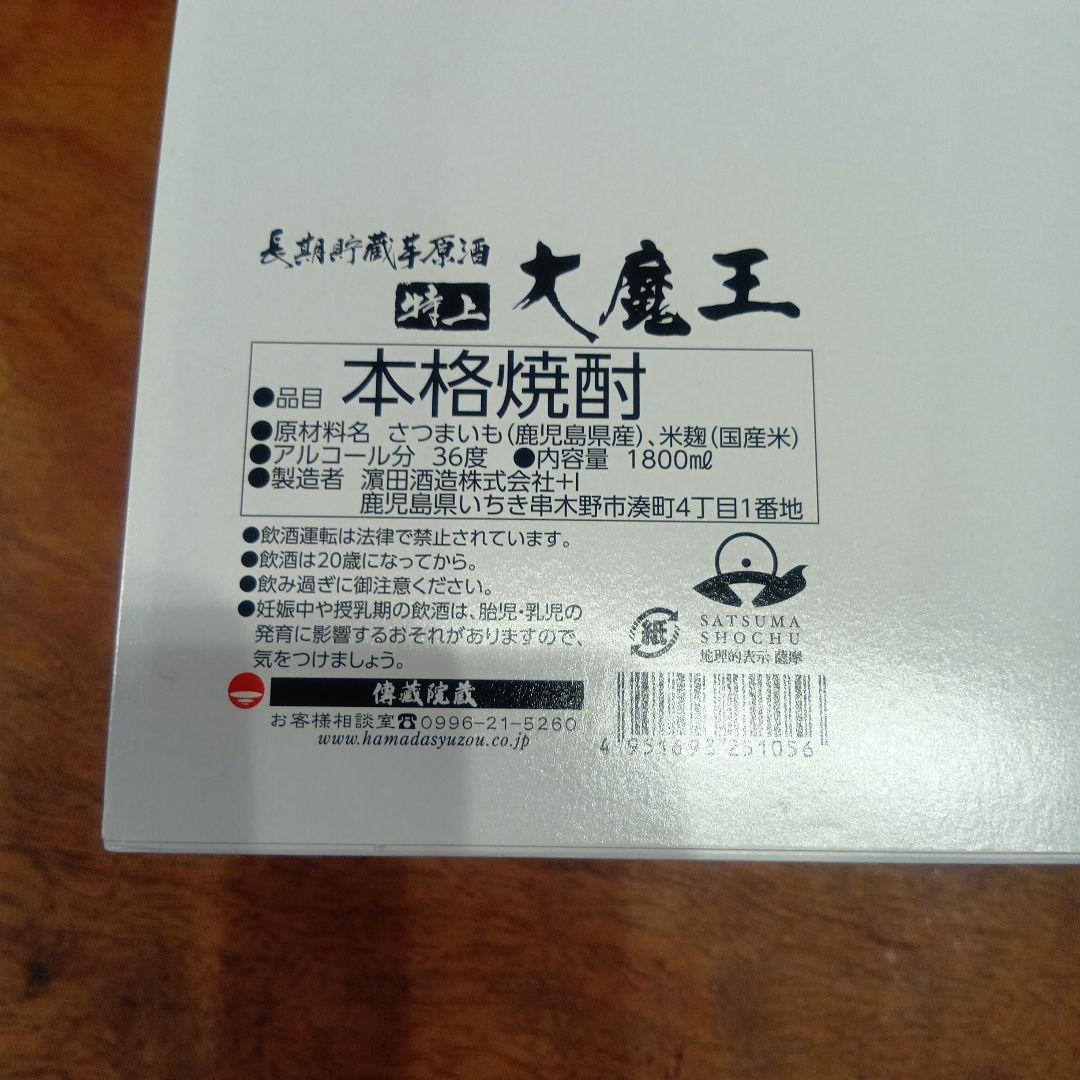 長期貯蔵芋原酒
特上 大魔王
●品目 本格焼酎
●原材料名 さつまいも(鹿児島県産)、米麹(国産米)
●アルコール分 36度 ●内容量 1800mℓ
●製造者 濵田酒造株式会社+I
鹿児島県いちき串木野市湊町4丁目1番地
●飲酒運転は法律で禁止されています。
●飲酒は20歳になってから。
●飲み過ぎに御注意ください。
●妊娠中や授乳期の飲酒は、胎児・乳児の
発育に影響するおそれがありますので、
気をつけましょう。
紙
SATSUMA
SHOCHU
地理的表示 薩摩
傳藏院蔵
お客様相談室☎0996-21-5260
www.hamadasyuzou.co.jp
4 951693 251056